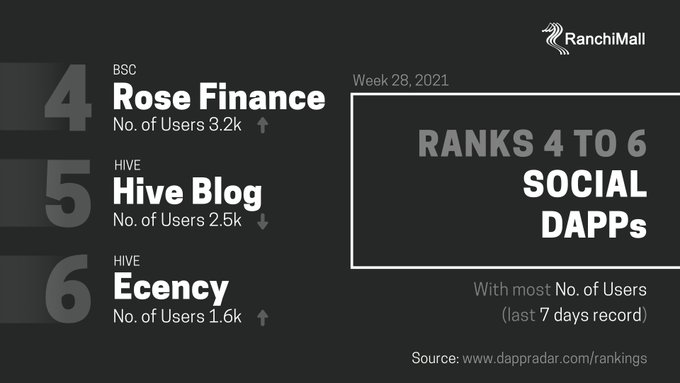 RanchiMall
Week 28, 2021
RANKS 4 TO 6
SOCIAL
DAPPs
4
BSC
Rose Finance
No. of Users 3.2k
5
HIVE
Hive Blog
No. of Users 2.5k
6
HIVE
Ecency
No. of Users 1.6k
With most No. of Users
(last 7 days record)
Source: www.dappradar.com/rankings